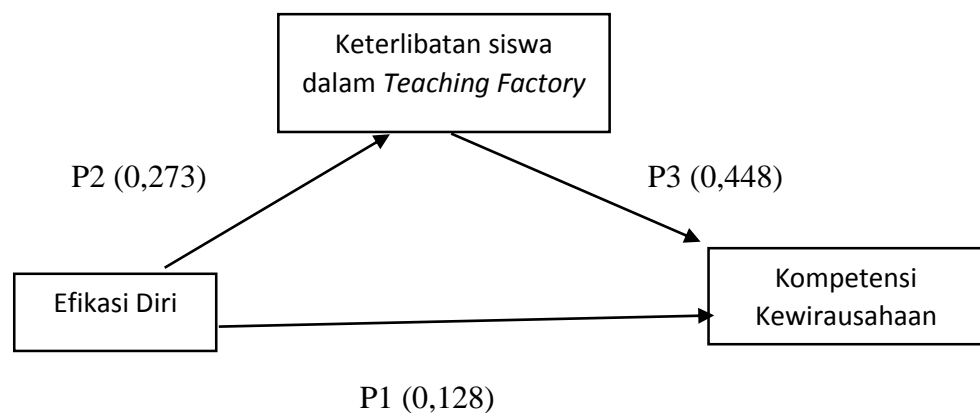 Keterlibatan siswa
dalam Teaching Factory
P2 (0,273)
P3 (0,448)
Efikasi Diri
Kompetensi
Kewirausahaan
P1 (0,128)